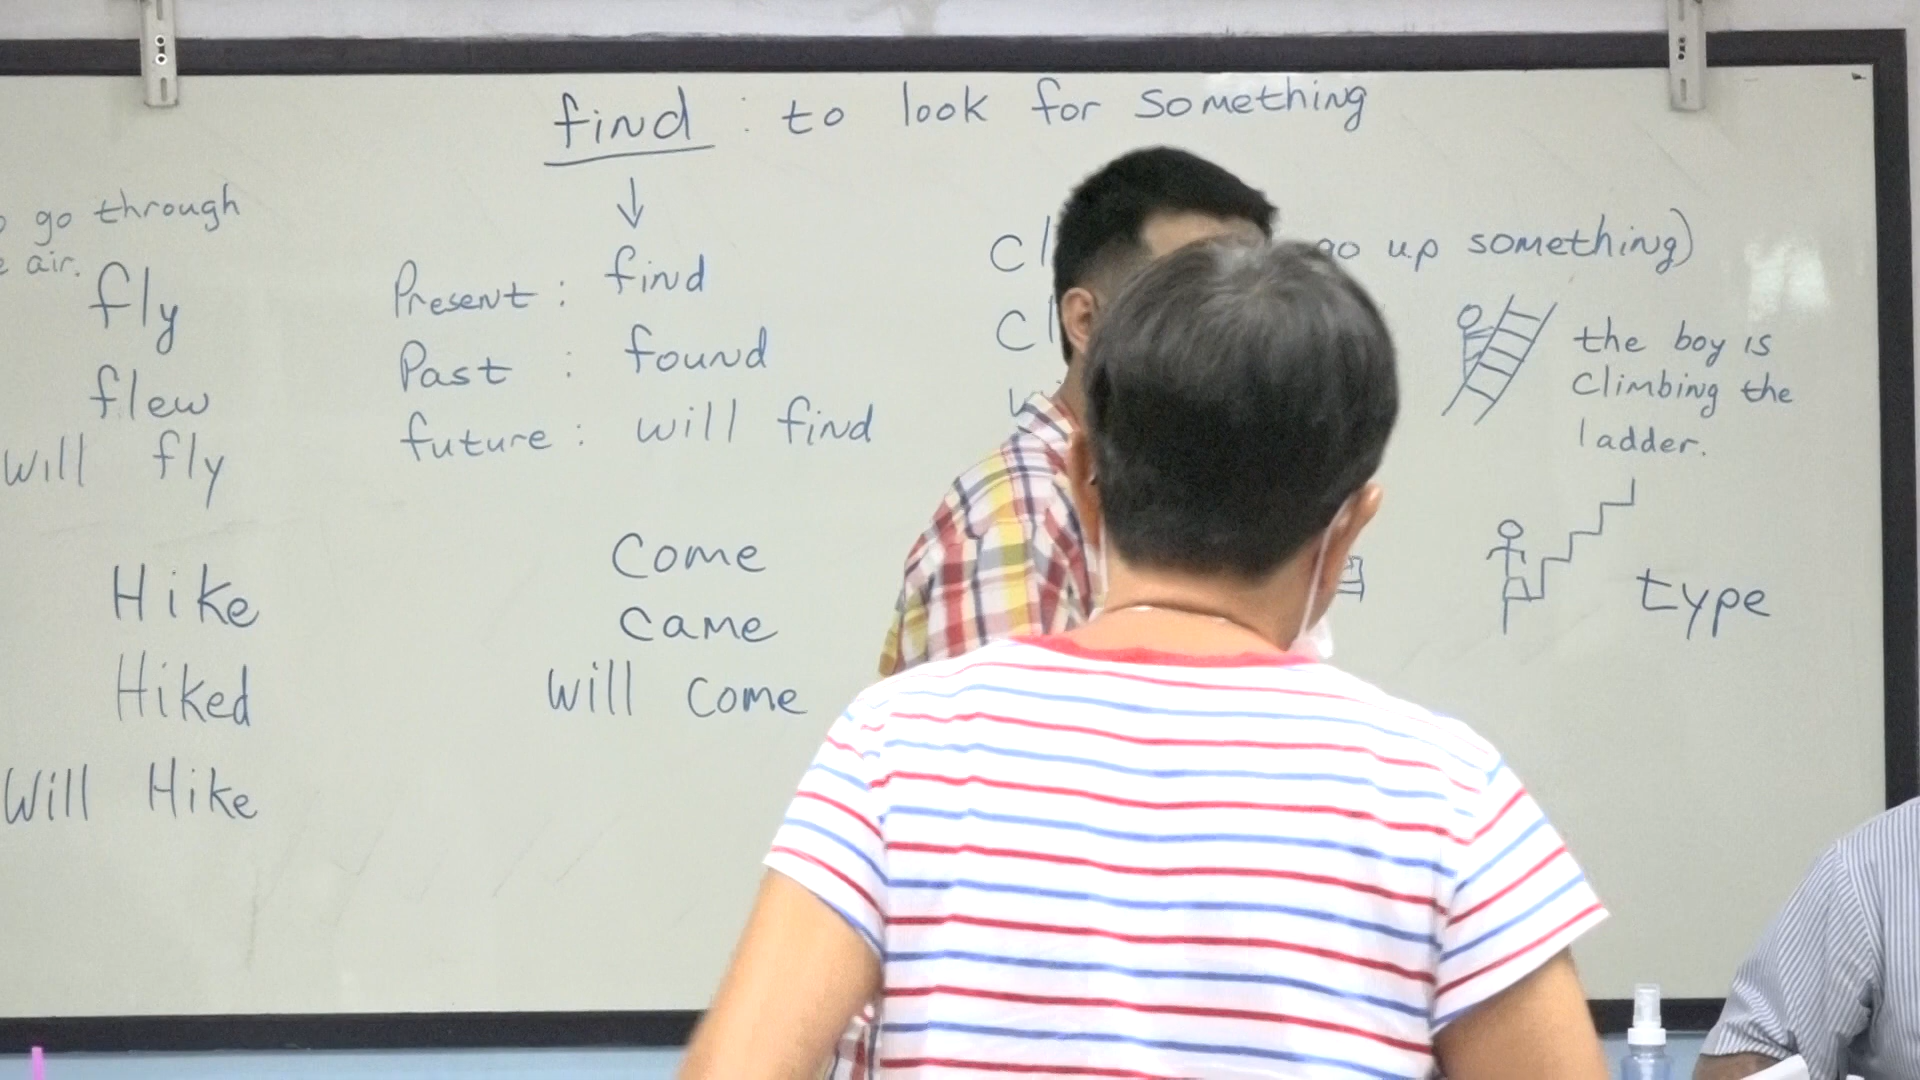 find : to look for something
go through
air.
fly
flew
will fly
Hike
Hiked
Will Hike
Present : find
Past : found
future : will find
Come
Came
will come
go up something)
the boy is
climbing the
ladder.
type